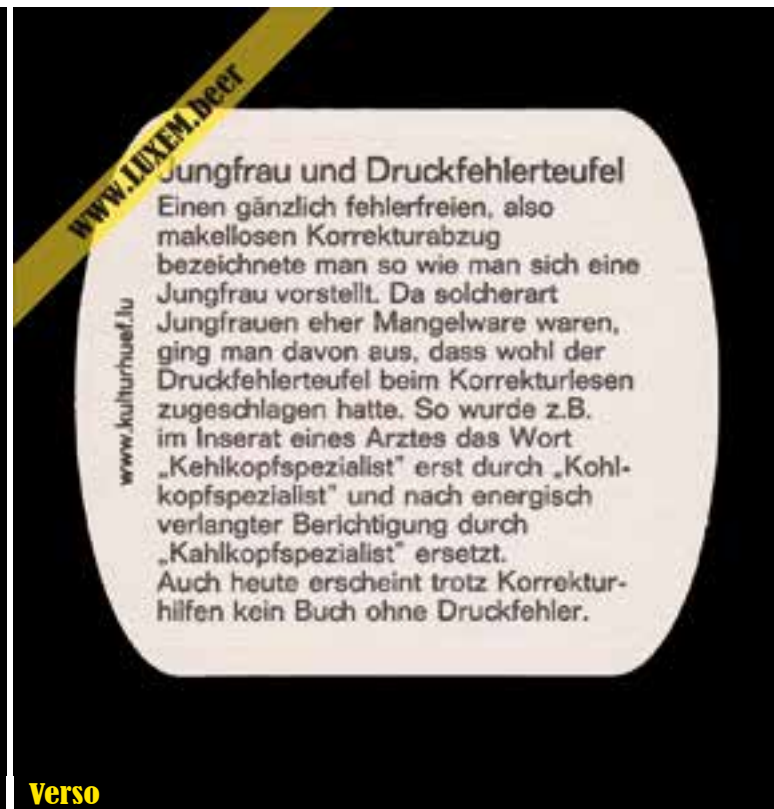 www.LUXEM.beer
Jungfrau und Druckfehlerteufel
Einen gänzlich fehlerfreien, also
makellosen Korrekturabzug
bezeichnete man so wie man sich eine
Jungfrau vorstellt. Da solcherart
Jungfrauen eher Mangelware waren,
ging man davon aus, dass wohl der
Druckfehlerteufel beim Korrekturlesen
zugeschlagen hatte. So wurde z.B.
im Inserat eines Arztes das Wort
„Kehlkopfspezialist" erst durch „Kohl-
kopfspezialist" und nach energisch
verlangter Berichtigung durch
„Kahlkopfspezialist" ersetzt.
Auch heute erscheint trotz Korrektur-
hilfen kein Buch ohne Druckfehler.
www.kulturhuef.lu
Verso